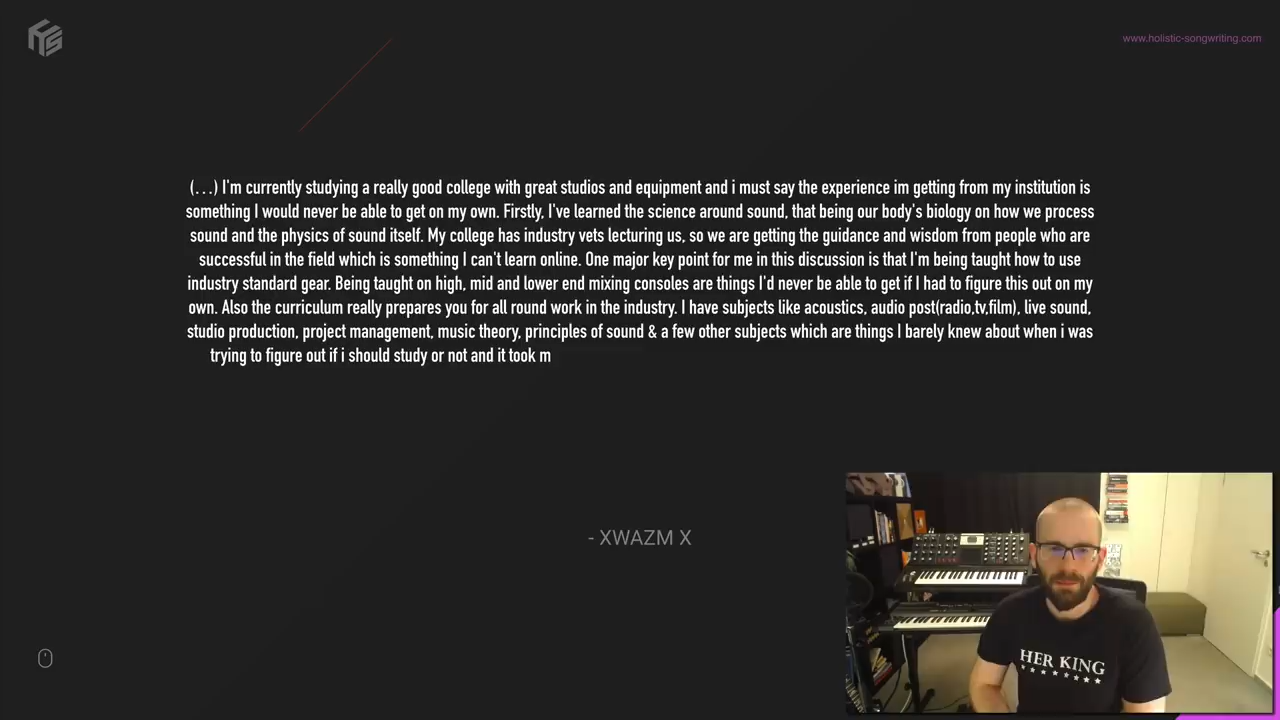 www.holistic-songwriting.com
(...) I'm currently studying a really good college with great studios and equipment and i must say the experience im getting from my institution is
something I would never be able to get on my own. Firstly, I've learned the science around sound, that being our body's biology on how we process
sound and the physics of sound itself. My college has industry vets lecturing us, so we are getting the guidance and wisdom from people who are
successful in the field which is something I can't learn online. One major key point for me in this discussion is that I'm being taught how to use
industry standard gear. Being taught on high, mid and lower end mixing consoles are things I'd never be able to get if I had to figure this out on my
own. Also the curriculum really prepares you for all round work in the industry. I have subjects like acoustics, audio post(radio,tv,film), live sound,
studio production, project management, music theory, principles of sound & a few other subjects which are things I barely knew about when i was
trying to figure out if i should study or not and it took m
- XWAZM X
HER KING